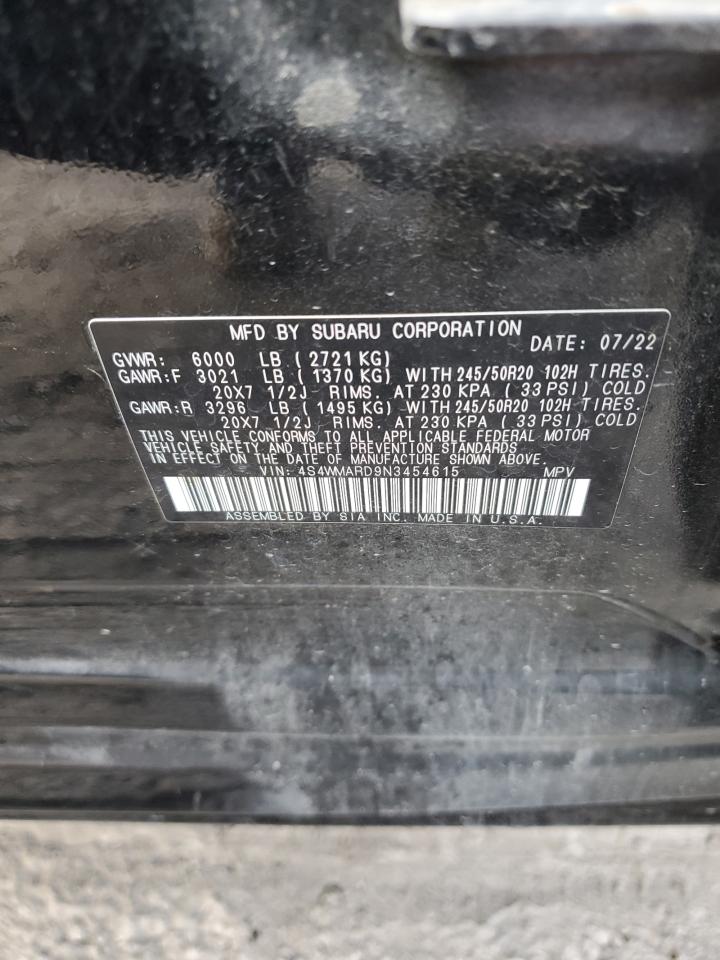 MFD BY SUBARU CORPORATION DATE: 07/22
GVWR: 6000 LB ( 2721 KG)
GAWR:F 3021 LB ( 1370 KG) WITH 245/50R20 102H TIRES.
20X7 1/2J RIMS. AT 230 KPA ( 33 PSI) COLD
GAWR:R 3296 LB ( 1495 KG) WITH 245/50R20 102H TIRES.
20X7 1/2J RIMS. AT 230 KPA ( 33 PSI) COLD
THIS VEHICLE CONFORMS TO ALL APPLICABLE FEDERAL MOTOR
VEHICLE SAFETY AND THEFT PREVENTION STANDARDS
IN EFFECT ON THE DATE OF MANUFACTURE SHOWN ABOVE.
VIN: 4S4WMARD9N3454615 MPV
ASSEMBLED BY SIA INC. MADE IN U.S.A.